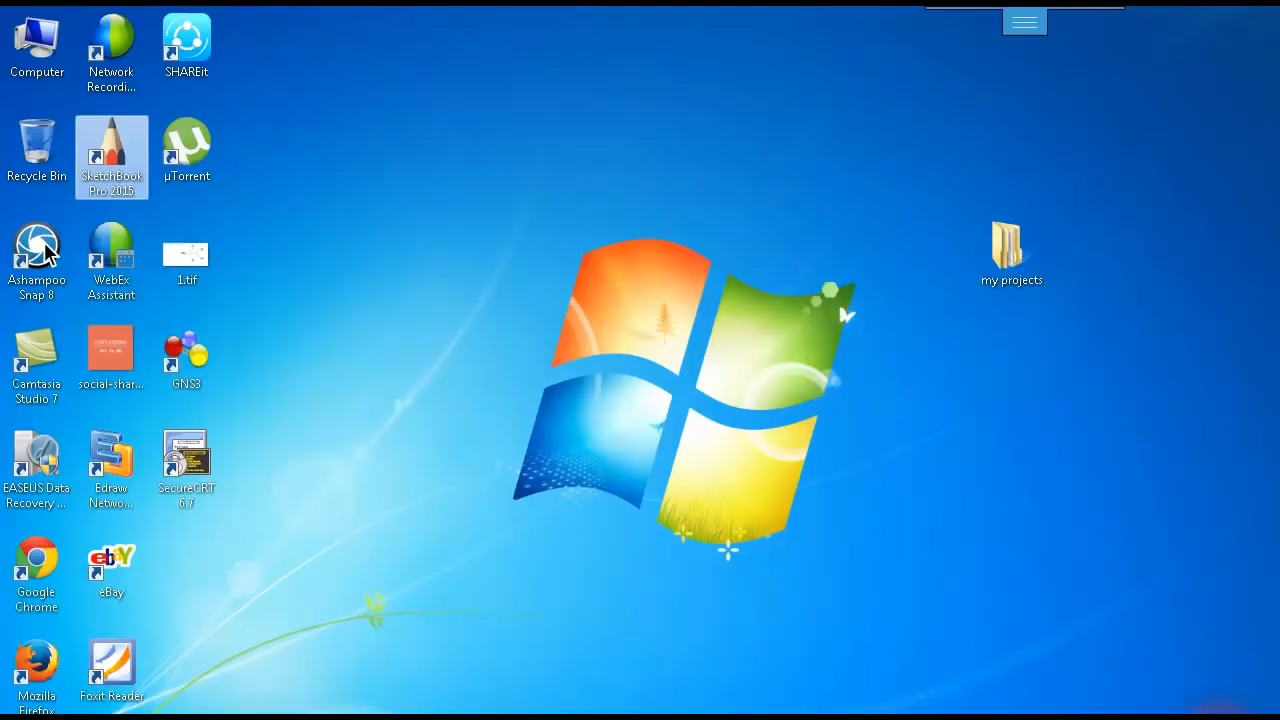 Computer
Network
Recordi...
SHAREit
Recycle Bin
SketchBook
Pro 2015
µ
µTorrent
Ashampoo
Snap 8
WebEx
Assistant
1.tif
Camtasia
Studio 7
social-shar...
GNS3
EASEUS Data
Recovery ...
Edraw
Netwo...
SecureCRT
6.7
Google
Chrome
ebay
eBay
Mozilla
Firefox
Foxit Reader
my projects